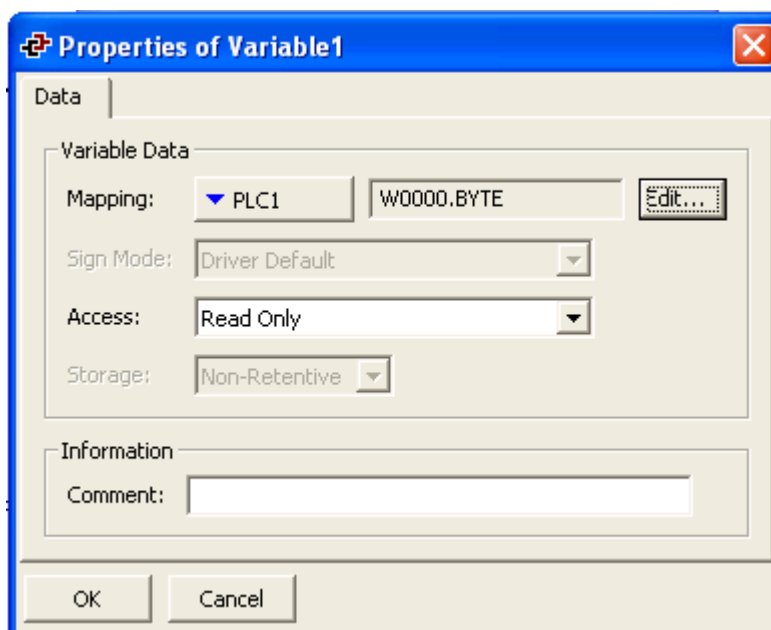 Properties of Variable1
Data
Variable Data
Mapping: PLC1 W0000.BYTE Edit...
Sign Mode: Driver Default
Access: Read Only
Storage: Non-Retentive
Information
Comment:
OK Cancel